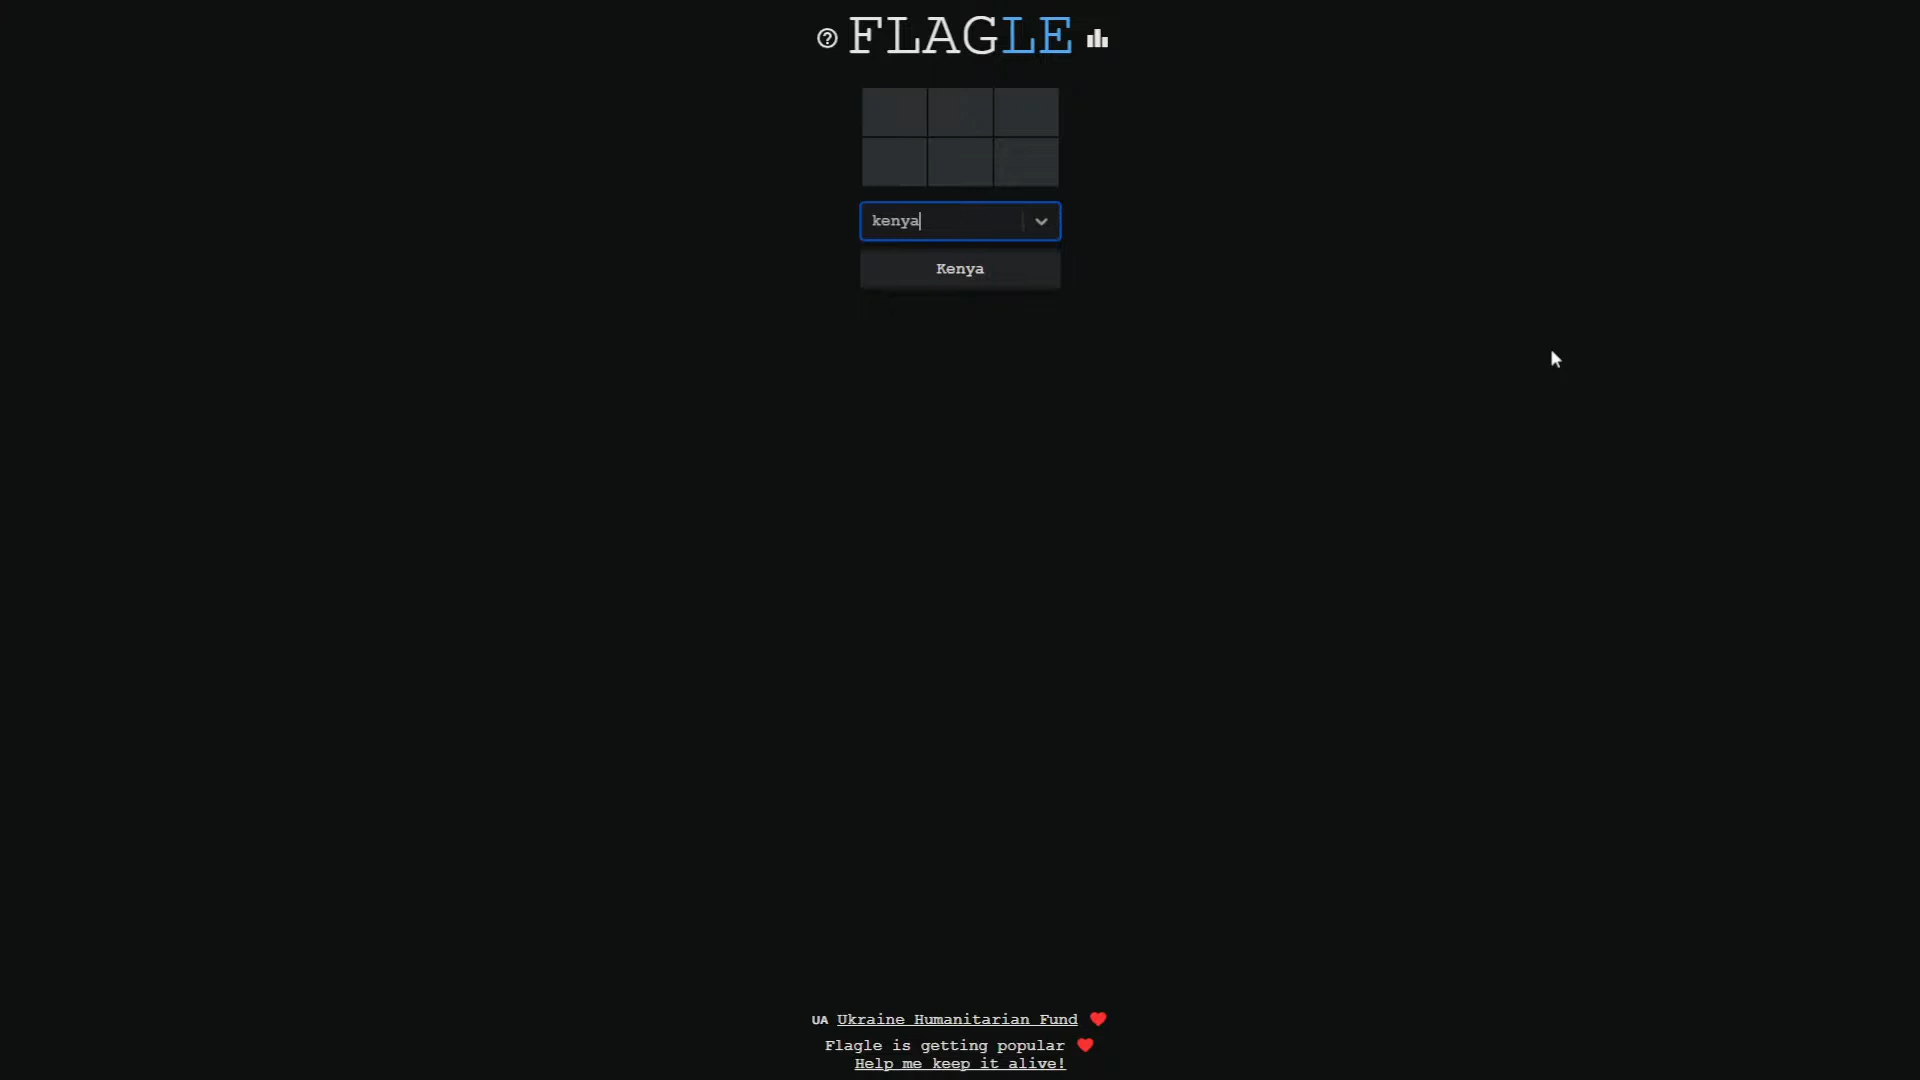 FLAGLE
kenya
Kenya
UA Ukraine Humanitarian Fund
Flagle is getting popular
Help me keep it alive!